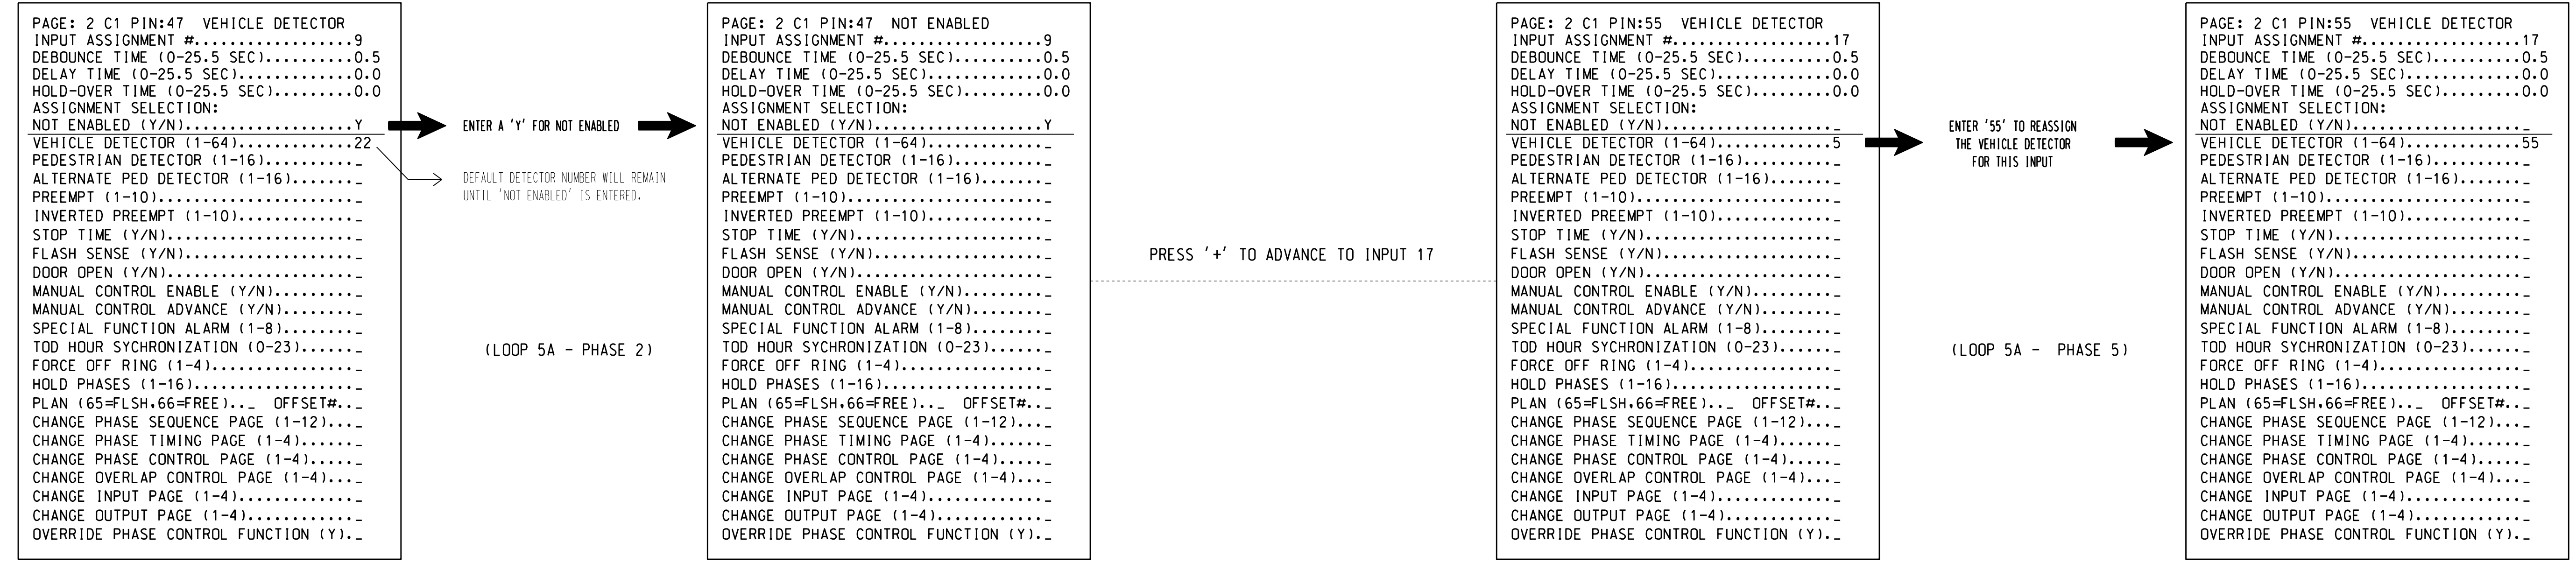 PAGE: 2 C1 PIN:47  VEHICLE DETECTOR
INPUT ASSIGNMENT #..................9
DEBOUNCE TIME (0-25.5 SEC)..........0.5
DELAY TIME (0-25.5 SEC).............0.0
HOLD-OVER TIME (0-25.5 SEC).........0.0
ASSIGNMENT SELECTION:
NOT ENABLED (Y/N)...................Y
VEHICLE DETECTOR (1-64).............22
PEDESTRIAN DETECTOR (1-16).........._
ALTERNATE PED DETECTOR (1-16)......._
PREEMPT (1-10)......................_
INVERTED PREEMPT (1-10)............._
STOP TIME (Y/N)....................._
FLASH SENSE (Y/N)..................._
DOOR OPEN (Y/N)....................._
MANUAL CONTROL ENABLE (Y/N)........._
MANUAL CONTROL ADVANCE (Y/N)........_
SPECIAL FUNCTION ALARM (1-8)........_
TOD HOUR SYCHRONIZATION (0-23)......_
FORCE OFF RING (1-4)................_
HOLD PHASES (1-16).................._
PLAN (65=FLSH,66=FREE).._  OFFSET#.._
CHANGE PHASE SEQUENCE PAGE (1-12)..._
CHANGE PHASE TIMING PAGE (1-4)......_
CHANGE PHASE CONTROL PAGE (1-4)....._
CHANGE OVERLAP CONTROL PAGE (1-4)..._
CHANGE INPUT PAGE (1-4)............._
CHANGE OUTPUT PAGE (1-4)............_
OVERRIDE PHASE CONTROL FUNCTION (Y)._
ENTER A 'Y' FOR NOT ENABLED
DEFAULT DETECTOR NUMBER WILL REMAIN
UNTIL 'NOT ENABLED' IS ENTERED.
(LOOP 5A - PHASE 2)
PAGE: 2 C1 PIN:47  NOT ENABLED
INPUT ASSIGNMENT #..................9
DEBOUNCE TIME (0-25.5 SEC)..........0.5
DELAY TIME (0-25.5 SEC).............0.0
HOLD-OVER TIME (0-25.5 SEC).........0.0
ASSIGNMENT SELECTION:
NOT ENABLED (Y/N)...................Y
VEHICLE DETECTOR (1-64)............._
PEDESTRIAN DETECTOR (1-16).........._
ALTERNATE PED DETECTOR (1-16)......._
PREEMPT (1-10)......................_
INVERTED PREEMPT (1-10)............._
STOP TIME (Y/N)....................._
FLASH SENSE (Y/N)..................._
DOOR OPEN (Y/N)....................._
MANUAL CONTROL ENABLE (Y/N)........._
MANUAL CONTROL ADVANCE (Y/N)........_
SPECIAL FUNCTION ALARM (1-8)........_
TOD HOUR SYCHRONIZATION (0-23)......_
FORCE OFF RING (1-4)................_
HOLD PHASES (1-16).................._
PLAN (65=FLSH,66=FREE).._  OFFSET#.._
CHANGE PHASE SEQUENCE PAGE (1-12)..._
CHANGE PHASE TIMING PAGE (1-4)......_
CHANGE PHASE CONTROL PAGE (1-4)....._
CHANGE OVERLAP CONTROL PAGE (1-4)..._
CHANGE INPUT PAGE (1-4)............._
CHANGE OUTPUT PAGE (1-4)............_
OVERRIDE PHASE CONTROL FUNCTION (Y)._
PRESS '+' TO ADVANCE TO INPUT 17
PAGE: 2 C1 PIN:55  VEHICLE DETECTOR
INPUT ASSIGNMENT #..................17
DEBOUNCE TIME (0-25.5 SEC)..........0.5
DELAY TIME (0-25.5 SEC).............0.0
HOLD-OVER TIME (0-25.5 SEC).........0.0
ASSIGNMENT SELECTION:
NOT ENABLED (Y/N)..................._
VEHICLE DETECTOR (1-64).............5
PEDESTRIAN DETECTOR (1-16).........._
ALTERNATE PED DETECTOR (1-16)......._
PREEMPT (1-10)......................_
INVERTED PREEMPT (1-10)............._
STOP TIME (Y/N)....................._
FLASH SENSE (Y/N)..................._
DOOR OPEN (Y/N)....................._
MANUAL CONTROL ENABLE (Y/N)........._
MANUAL CONTROL ADVANCE (Y/N)........_
SPECIAL FUNCTION ALARM (1-8)........_
TOD HOUR SYCHRONIZATION (0-23)......_
FORCE OFF RING (1-4)................_
HOLD PHASES (1-16).................._
PLAN (65=FLSH,66=FREE).._  OFFSET#.._
CHANGE PHASE SEQUENCE PAGE (1-12)..._
CHANGE PHASE TIMING PAGE (1-4)......_
CHANGE PHASE CONTROL PAGE (1-4)....._
CHANGE OVERLAP CONTROL PAGE (1-4)..._
CHANGE INPUT PAGE (1-4)............._
CHANGE OUTPUT PAGE (1-4)............_
OVERRIDE PHASE CONTROL FUNCTION (Y)._
ENTER '55' TO REASSIGN
THE VEHICLE DETECTOR
FOR THIS INPUT
(LOOP 5A -  PHASE 5)
PAGE: 2 C1 PIN:55  VEHICLE DETECTOR
INPUT ASSIGNMENT #..................17
DEBOUNCE TIME (0-25.5 SEC)..........0.5
DELAY TIME (0-25.5 SEC).............0.0
HOLD-OVER TIME (0-25.5 SEC).........0.0
ASSIGNMENT SELECTION:
NOT ENABLED (Y/N)..................._
VEHICLE DETECTOR (1-64).............55
PEDESTRIAN DETECTOR (1-16).........._
ALTERNATE PED DETECTOR (1-16)......._
PREEMPT (1-10)......................_
INVERTED PREEMPT (1-10)............._
STOP TIME (Y/N)....................._
FLASH SENSE (Y/N)..................._
DOOR OPEN (Y/N)....................._
MANUAL CONTROL ENABLE (Y/N)........._
MANUAL CONTROL ADVANCE (Y/N)........_
SPECIAL FUNCTION ALARM (1-8)........_
TOD HOUR SYCHRONIZATION (0-23)......_
FORCE OFF RING (1-4)................_
HOLD PHASES (1-16).................._
PLAN (65=FLSH,66=FREE).._  OFFSET#.._
CHANGE PHASE SEQUENCE PAGE (1-12)..._
CHANGE PHASE TIMING PAGE (1-4)......_
CHANGE PHASE CONTROL PAGE (1-4)....._
CHANGE OVERLAP CONTROL PAGE (1-4)..._
CHANGE INPUT PAGE (1-4)............._
CHANGE OUTPUT PAGE (1-4)............_
OVERRIDE PHASE CONTROL FUNCTION (Y)._